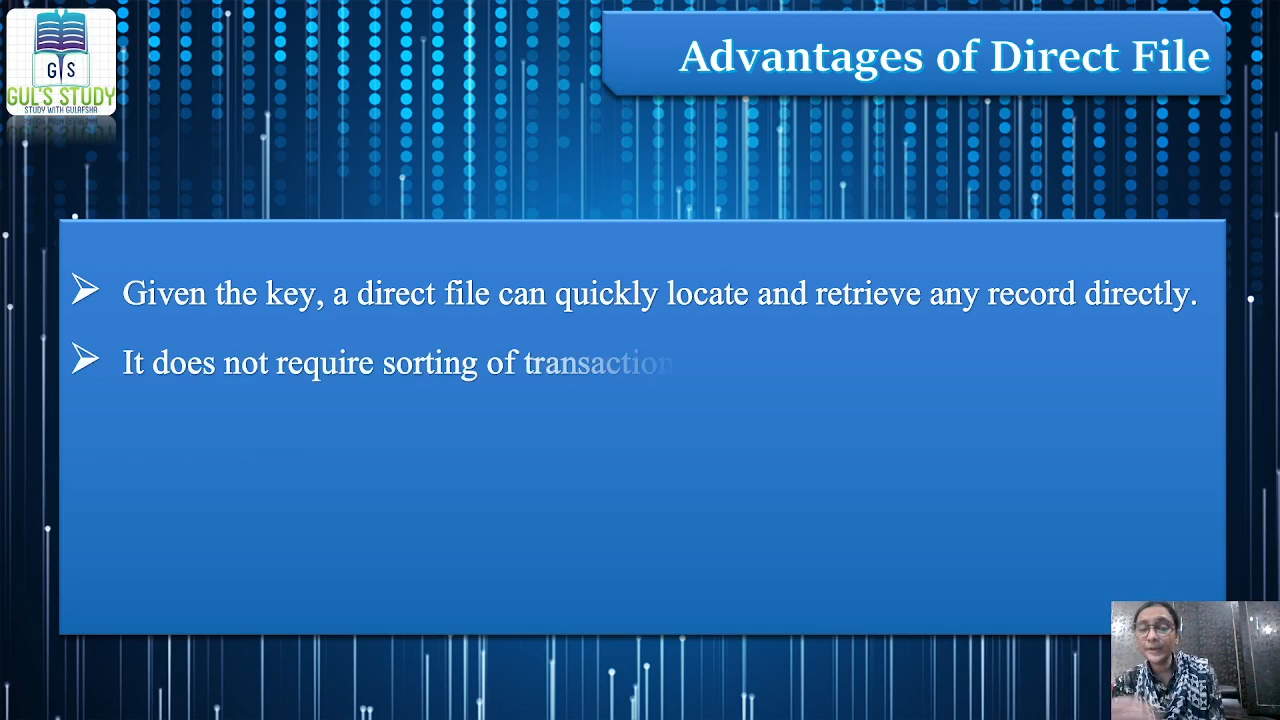 GS
GUL'S STUDY
STUDY WITH GULAFSHA
Advantages of Direct File
➢ Given the key, a direct file can quickly locate and retrieve any record directly.
➢ It does not require sorting of transaction